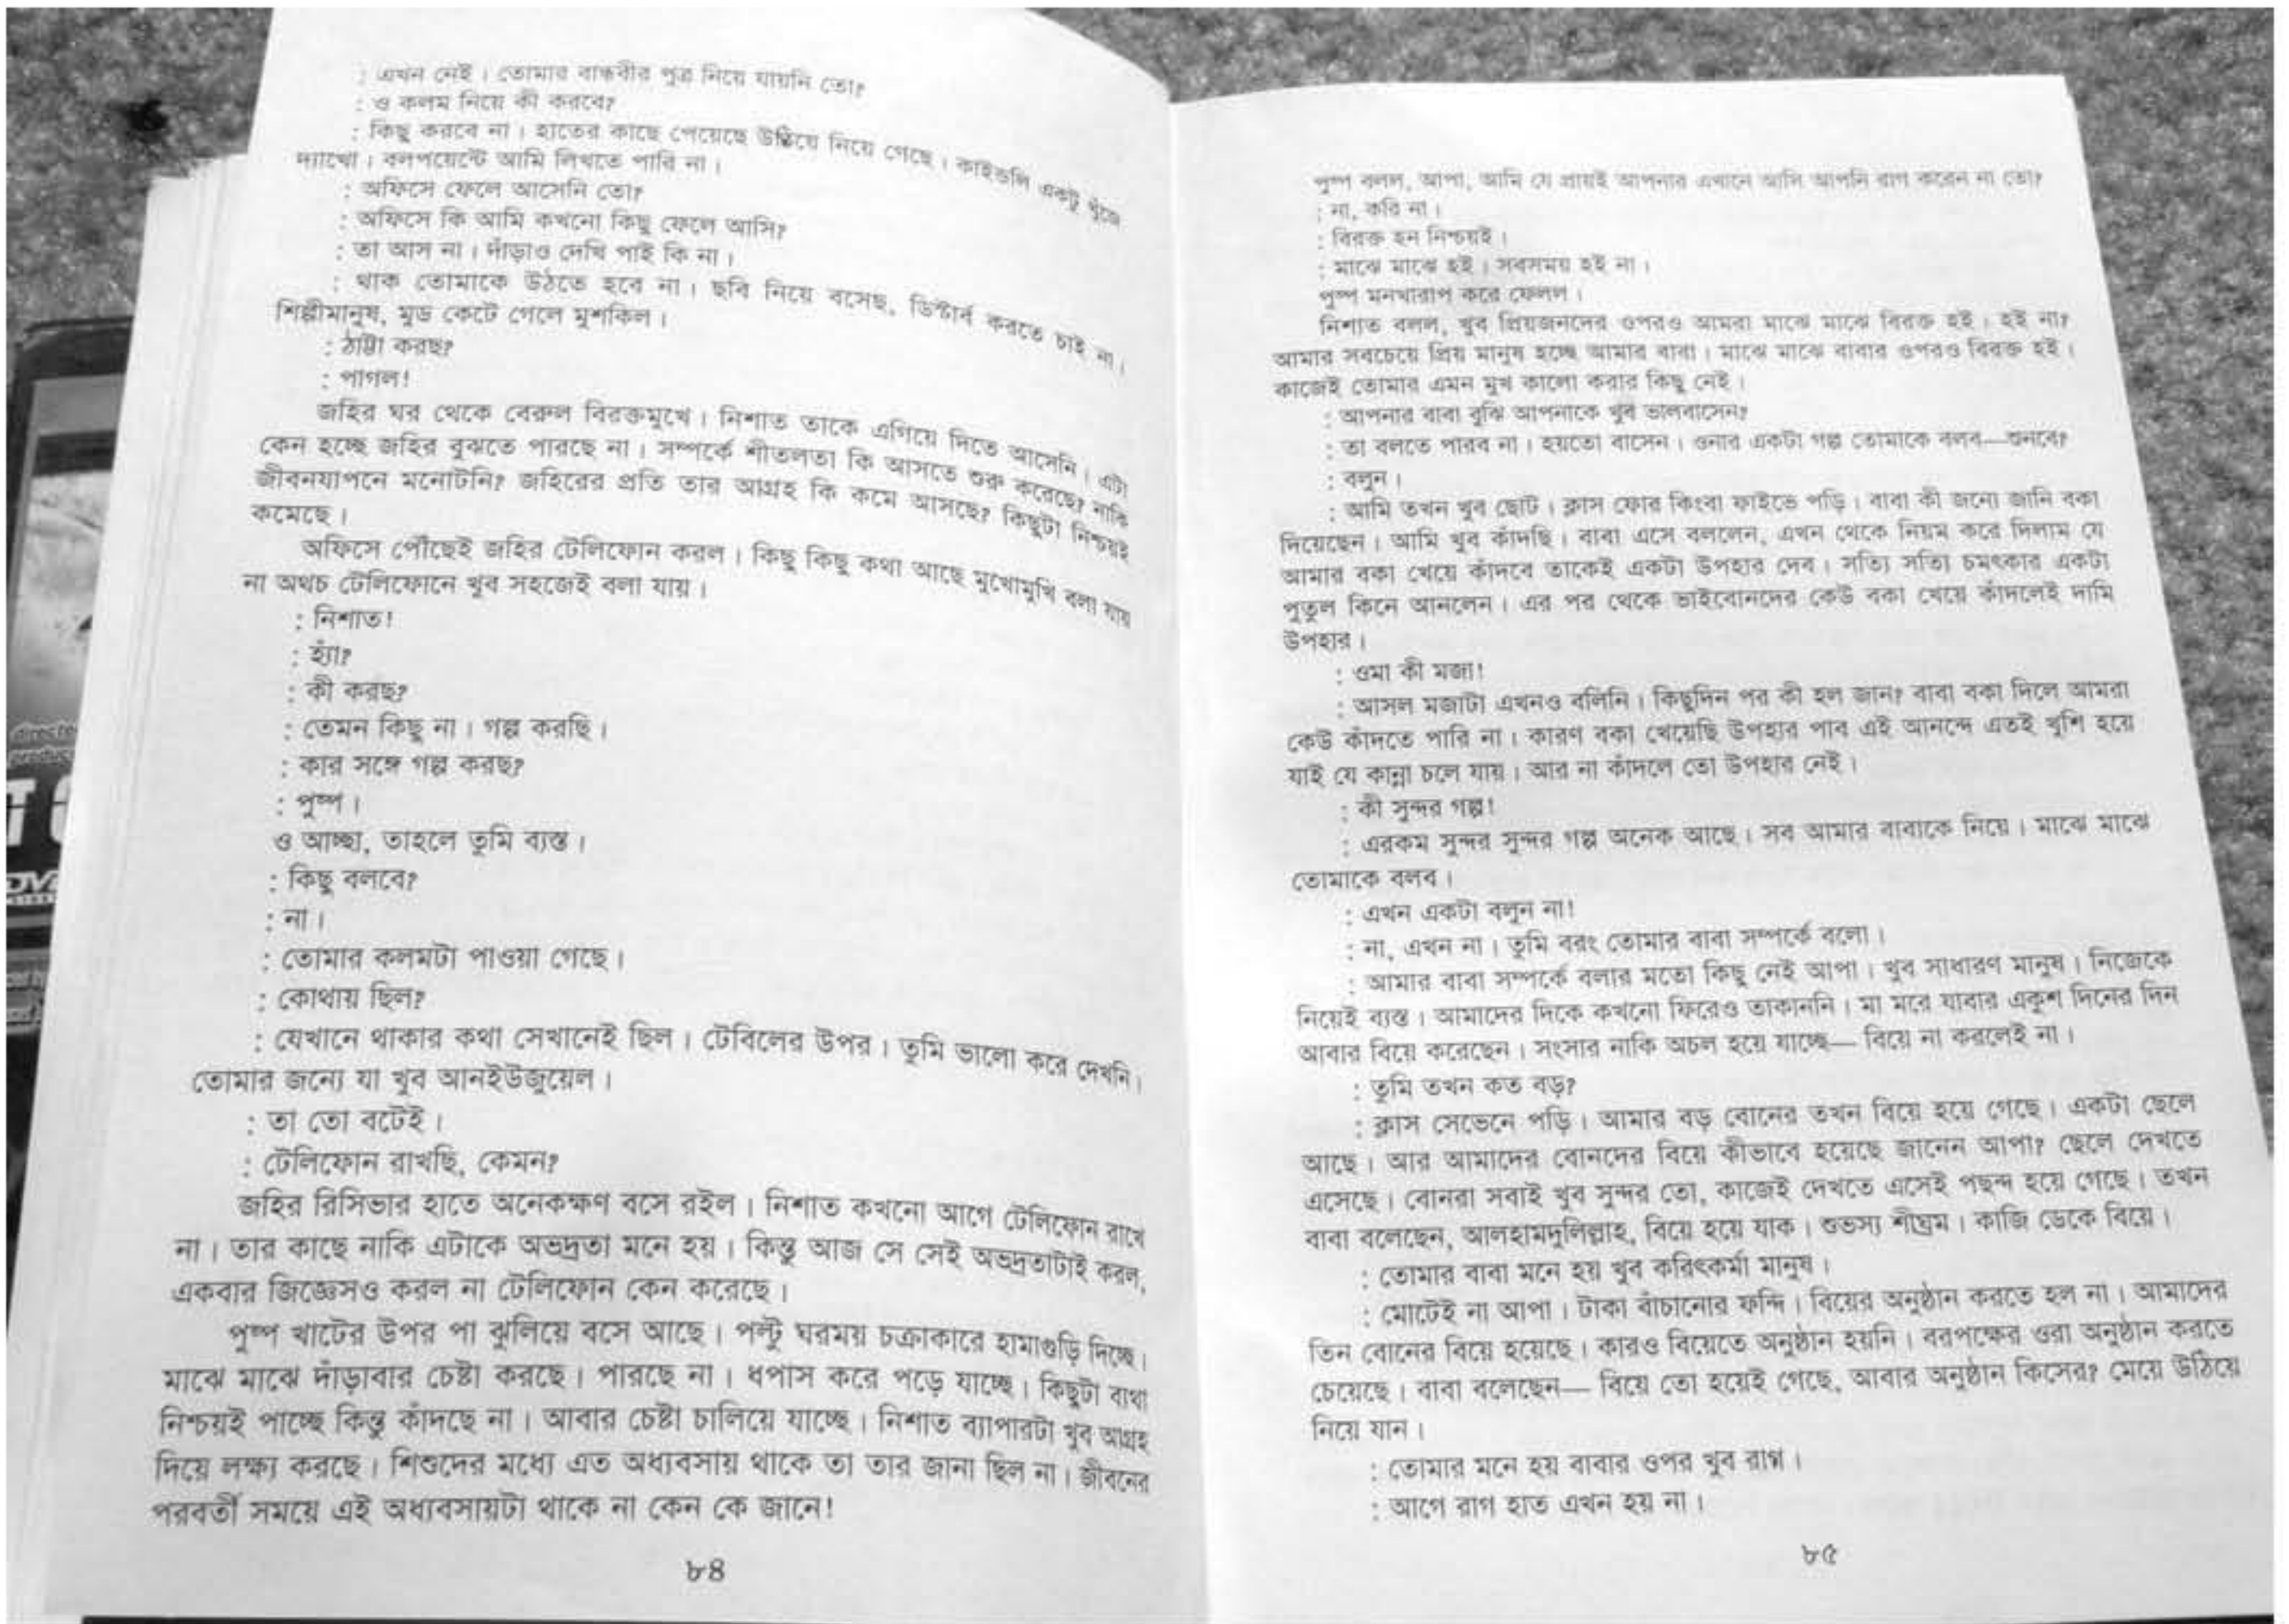 : এখন নেই। তোমার বান্ধবীর পুত্র নিয়ে যায়নি তো?
: ও কলম নিয়ে কী করবে?
: কিছু করবে না। হাতের কাছে পেয়েছে উঠিয়ে নিয়ে গেছে। কাইন্ডলি একটু খুঁজে
দ্যাখো। বলপয়েন্টে আমি লিখতে পারি না।
: অফিসে ফেলে আসেনি তো?
: অফিসে কি আমি কখনো কিছু ফেলে আসি?
: তা আস না। দাঁড়াও দেখি পাই কি না।
: থাক তোমাকে উঠতে হবে না। ছবি নিয়ে বসেছ, ডিস্টার্ব করতে চাই না।
শিল্পীমানুষ, মুড কেটে গেলে মুশকিল।
: ঠাট্টা করছ?
: পাগল!
জহির ঘর থেকে বেরুল বিরক্তমুখে। নিশাত তাকে এগিয়ে দিতে আসেনি। এটা
কেন হচ্ছে জহির বুঝতে পারছে না। সম্পর্কে শীতলতা কি আসতে শুরু করেছে? নাকি
জীবনযাপনে মনোটনি? জহিরের প্রতি তার আগ্রহ কি কমে আসছে? কিছুটা নিশ্চয়ই
কমেছে।
অফিসে পৌঁছেই জহির টেলিফোন করল। কিছু কিছু কথা আছে মুখোমুখি বলা যায়
না অথচ টেলিফোনে খুব সহজেই বলা যায়।
: নিশাত!
: হ্যাঁ?
: কী করছ?
: তেমন কিছু না। গল্প করছি।
: কার সঙ্গে গল্প করছ?
: পুষ্প।
ও আচ্ছা, তাহলে তুমি ব্যস্ত।
: কিছু বলবে?
: না।
: তোমার কলমটা পাওয়া গেছে।
: কোথায় ছিল?
: যেখানে থাকার কথা সেখানেই ছিল। টেবিলের উপর। তুমি ভালো করে দেখনি।
তোমার জন্যে যা খুব আনইউজুয়েল।
: তা তো বটেই।
: টেলিফোন রাখছি, কেমন?
জহির রিসিভার হাতে অনেকক্ষণ বসে রইল। নিশাত কখনো আগে টেলিফোন রাখে
না। তার কাছে নাকি এটাকে অভদ্রতা মনে হয়। কিন্তু আজ সে সেই অভদ্রতাটাই করল,
একবার জিজ্ঞেসও করল না টেলিফোন কেন করেছে।
পুষ্প খাটের উপর পা ঝুলিয়ে বসে আছে। পল্টু ঘরময় চক্রাকারে হামাগুড়ি দিচ্ছে।
মাঝে মাঝে দাঁড়াবার চেষ্টা করছে। পারছে না। ধপাস করে পড়ে যাচ্ছে। কিছুটা ব্যথা
নিশ্চয়ই পাচ্ছে কিন্তু কাঁদছে না। আবার চেষ্টা চালিয়ে যাচ্ছে। নিশাত ব্যাপারটা খুব আগ্রহ
দিয়ে লক্ষ্য করছে। শিশুদের মধ্যে এত অধ্যবসায় থাকে তা তার জানা ছিল না। জীবনের
পরবর্তী সময়ে এই অধ্যবসায়টা থাকে না কেন কে জানে!
৮৪
পুষ্প বলল, আপা, আমি যে প্রায়ই আপনার এখানে আসি আপনি রাগ করেন না তো?
: না, করি না।
: বিরক্ত হন নিশ্চয়ই।
: মাঝে মাঝে হই। সবসময় হই না।
পুষ্প মনখারাপ করে ফেলল।
নিশাত বলল, খুব প্রিয়জনদের ওপরও আমরা মাঝে মাঝে বিরক্ত হই। হই না?
আমার সবচেয়ে প্রিয় মানুষ হচ্ছে আমার বাবা। মাঝে মাঝে বাবার ওপরও বিরক্ত হই।
কাজেই তোমার এমন মুখ কালো করার কিছু নেই।
: আপনার বাবা বুঝি আপনাকে খুব ভালবাসেন?
: তা বলতে পারব না। হয়তো বাসেন। ওনার একটা গল্প তোমাকে বলব—শুনবে?
: বলুন।
: আমি তখন খুব ছোট। ক্লাস ফোর কিংবা ফাইভে পড়ি। বাবা কী জন্যে জানি বকা
দিয়েছেন। আমি খুব কাঁদছি। বাবা এসে বললেন, এখন থেকে নিয়ম করে দিলাম যে
আমার বকা খেয়ে কাঁদবে তাকেই একটা উপহার দেব। সত্যি সত্যি চমৎকার একটা
পুতুল কিনে আনলেন। এর পর থেকে ভাইবোনদের কেউ বকা খেয়ে কাঁদলেই দামি
উপহার।
: ওমা কী মজা!
: আসল মজাটা এখনও বলিনি। কিছুদিন পর কী হল জান? বাবা বকা দিলে আমরা
কেউ কাঁদতে পারি না। কারণ বকা খেয়েছি উপহার পাব এই আনন্দে এতই খুশি হয়ে
যাই যে কান্না চলে যায়। আর না কাঁদলে তো উপহার নেই।
: কী সুন্দর গল্প!
: এরকম সুন্দর সুন্দর গল্প অনেক আছে। সব আমার বাবাকে নিয়ে। মাঝে মাঝে
তোমাকে বলব।
: এখন একটা বলুন না!
: না, এখন না। তুমি বরং তোমার বাবা সম্পর্কে বলো।
: আমার বাবা সম্পর্কে বলার মতো কিছু নেই আপা। খুব সাধারণ মানুষ। নিজেকে
নিয়েই ব্যস্ত। আমাদের দিকে কখনো ফিরেও তাকাননি। মা মরে যাবার একুশ দিনের দিন
আবার বিয়ে করেছেন। সংসার নাকি অচল হয়ে যাচ্ছে— বিয়ে না করলেই না।
: তুমি তখন কত বড়?
: ক্লাস সেভেনে পড়ি। আমার বড় বোনের তখন বিয়ে হয়ে গেছে। একটা ছেলে
আছে। আর আমাদের বোনদের বিয়ে কীভাবে হয়েছে জানেন আপা? ছেলে দেখতে
এসেছে। বোনরা সবাই খুব সুন্দর তো, কাজেই দেখতে এসেই পছন্দ হয়ে গেছে। তখন
বাবা বলেছেন, আলহামদুলিল্লাহ, বিয়ে হয়ে যাক। শুভস্য শীঘ্রম। কাজি ডেকে বিয়ে।
: তোমার বাবা মনে হয় খুব করিৎকর্মা মানুষ।
: মোটেই না আপা। টাকা বাঁচানোর ফন্দি। বিয়ের অনুষ্ঠান করতে হল না। আমাদের
তিন বোনের বিয়ে হয়েছে। কারও বিয়েতে অনুষ্ঠান হয়নি। বরপক্ষের ওরা অনুষ্ঠান করতে
চেয়েছে। বাবা বলেছেন— বিয়ে তো হয়েই গেছে, আবার অনুষ্ঠান কিসের? মেয়ে উঠিয়ে
নিয়ে যান।
: তোমার মনে হয় বাবার ওপর খুব রাগ।
: আগে রাগ হাত এখন হয় না।
৮৫